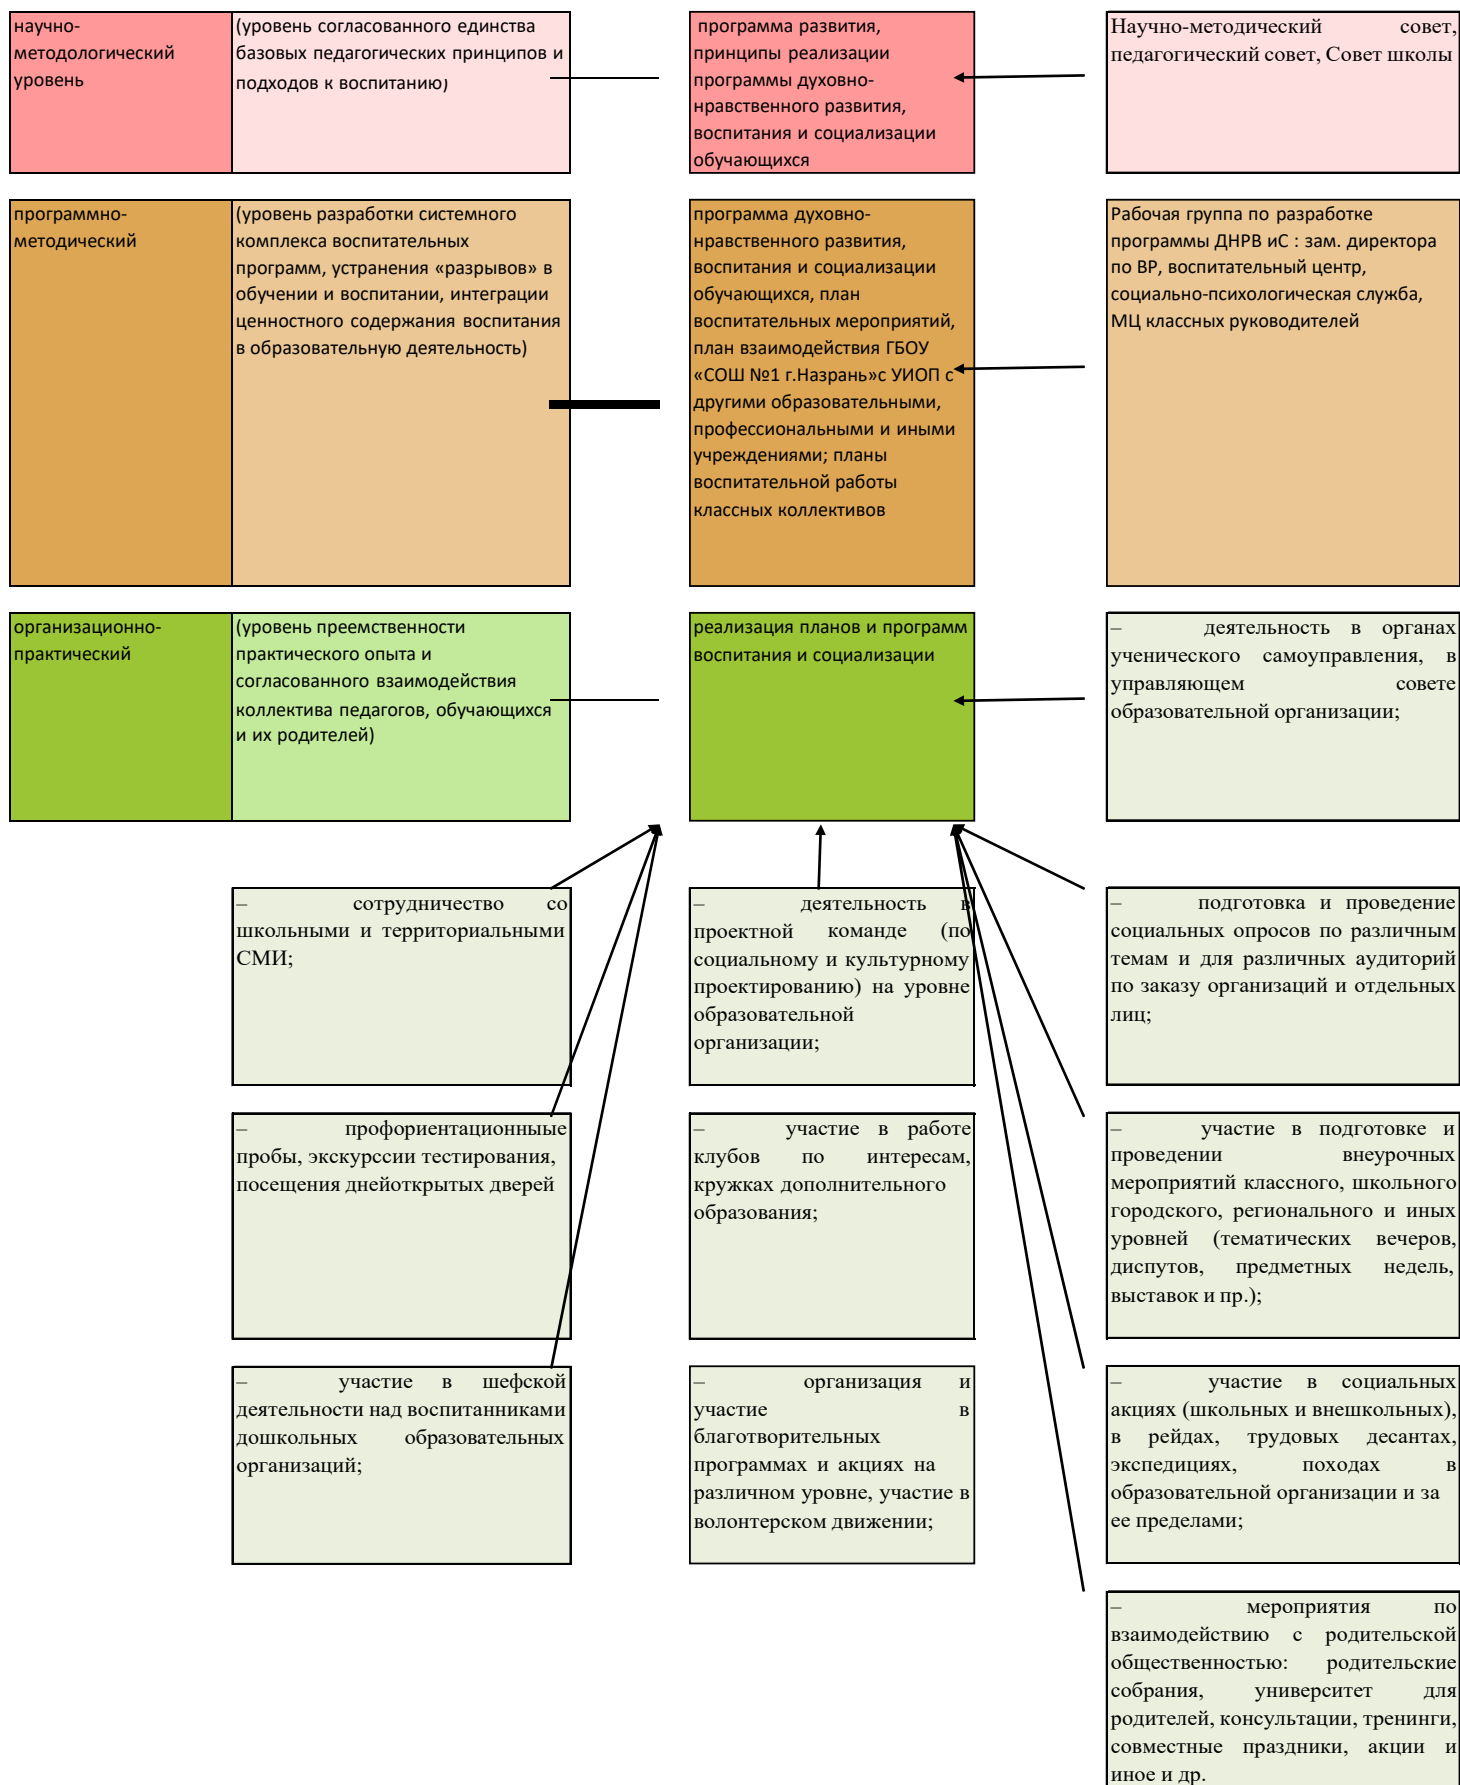 научно-
методологический
уровень
(уровень согласованного единства
базовых педагогических принципов и
подходов к воспитанию)
программа развития,
принципы реализации
программы духовно-
нравственного развития,
воспитания и социализации
обучающихся
Научно-методический совет,
педагогический совет, Совет школы
программно-
методический
(уровень разработки системного
комплекса воспитательных
программ, устранения «разрывов» в
обучении и воспитании, интеграции
ценностного содержания воспитания
в образовательную деятельность)
программа духовно-
нравственного развития,
воспитания и социализации
обучающихся, план
воспитательных мероприятий,
план взаимодействия ГБОУ
«СОШ №1 г.Назрань»с УИОП с
другими образовательными,
профессиональными и иными
учреждениями; планы
воспитательной работы
классных коллективов
Рабочая группа по разработке
программы ДНРВ иС : зам. директора
по ВР, воспитательный центр,
социально-психологическая служба,
МЦ классных руководителей
организационно-
практический
(уровень преемственности
практического опыта и
согласованного взаимодействия
коллектива педагогов, обучающихся
и их родителей)
реализация планов и программ
воспитания и социализации
– деятельность в органах
ученического самоуправления, в
управляющем совете
образовательной организации;
– сотрудничество со
школьными и территориальными
СМИ;
– деятельность в
проектной команде (по
социальному и культурному
проектированию) на уровне
образовательной
организации;
– подготовка и проведение
социальных опросов по различным
темам и для различных аудиторий
по заказу организаций и отдельных
лиц;
– профориентационныые
пробы, экскурссии тестирования,
посещения днейоткрытых дверей
– участие в работе
клубов по интересам,
кружках дополнительного
образования;
– участие в подготовке и
проведении внеурочных
мероприятий классного, школьного
городского, регионального и иных
уровней (тематических вечеров,
диспутов, предметных недель,
выставок и пр.);
– участие в шефской
деятельности над воспитанниками
дошкольных образовательных
организаций;
– организация и
участие в
благотворительных
программах и акциях на
различном уровне, участие в
волонтерском движении;
– участие в социальных
акциях (школьных и внешкольных),
в рейдах, трудовых десантах,
экспедициях, походах в
образовательной организации и за
ее пределами;
– мероприятия по
взаимодействию с родительской
общественностью: родительские
собрания, университет для
родителей, консультации, тренинги,
совместные праздники, акции и
иное и др.